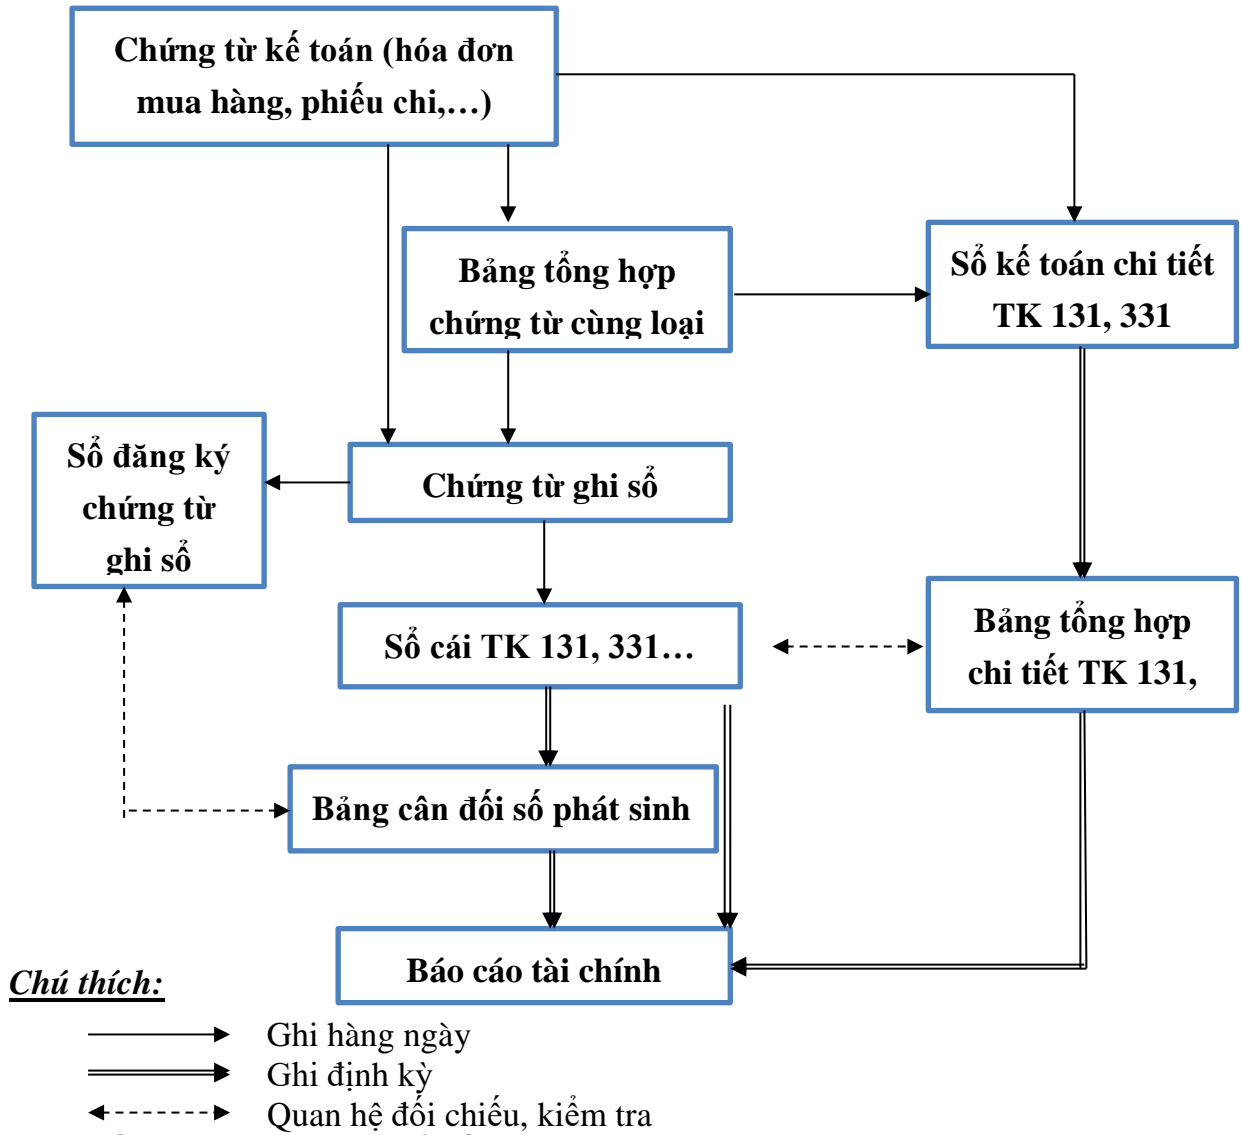 Chứng từ kế toán (hóa đơn
mua hàng, phiếu chi,…)
Bảng tổng hợp
chứng từ cùng loại
Sổ kế toán chi tiết
TK 131, 331
Sổ đăng ký
chứng từ
ghi sổ
Chứng từ ghi sổ
Sổ cái TK 131, 331…
Bảng tổng hợp
chi tiết TK 131,
Bảng cân đối số phát sinh
Báo cáo tài chính
Chú thích:
Ghi hàng ngày
Ghi định kỳ
Quan hệ đối chiếu, kiểm tra